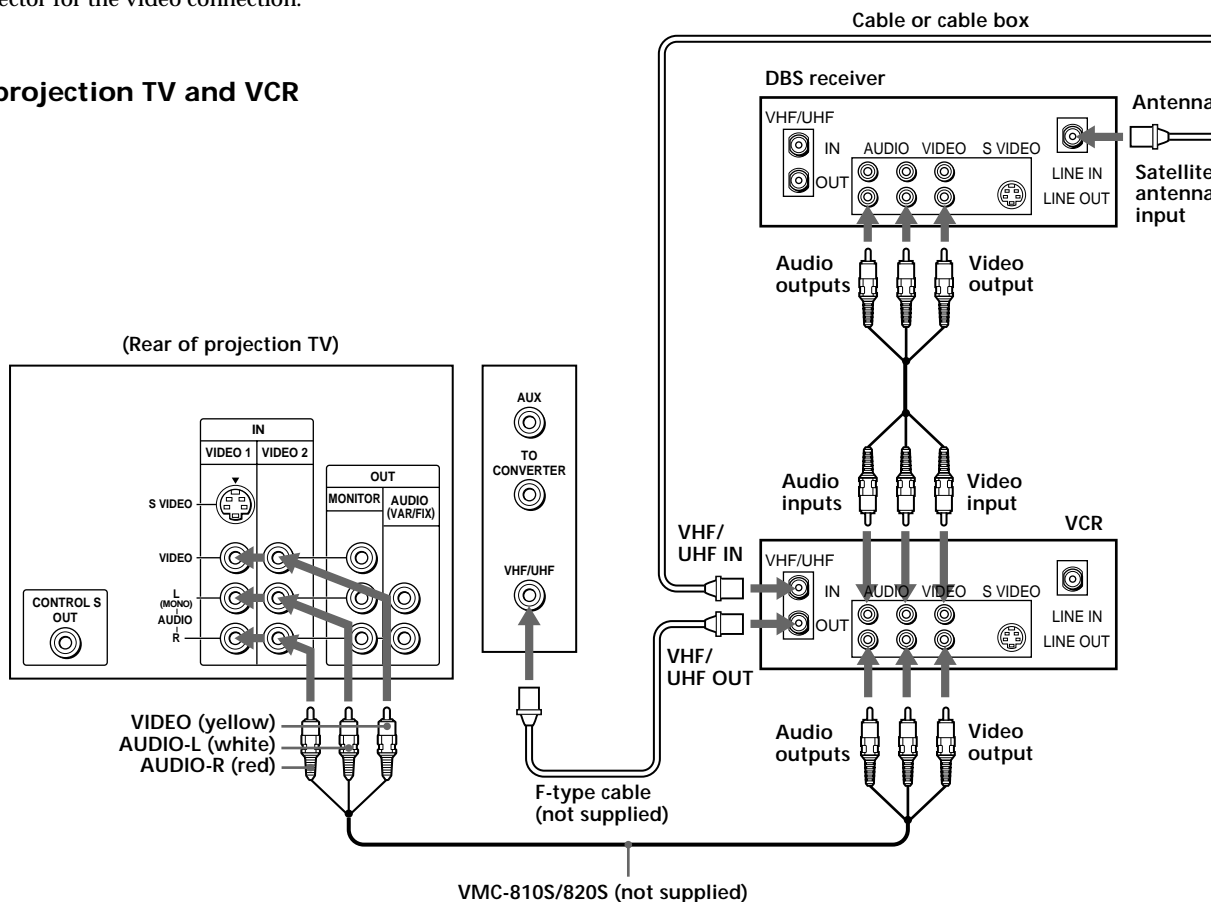 ector for the video connection.
Cable or cable box
projection TV and VCR
DBS receiver
VHF/UHF
IN
OUT
AUDIO VIDEO S VIDEO
LINE IN
LINE OUT
Antenna
Satellite
antenna
input
Audio
outputs
Video
output
(Rear of projection TV)
IN
VIDEO 1 VIDEO 2
OUT
MONITOR AUDIO
(VAR/FIX)
S VIDEO
VIDEO
L
(MONO)
AUDIO
R
CONTROL S
OUT
AUX
TO
CONVERTER
VHF/UHF
Audio
inputs
Video
input
VCR
VHF/
UHF IN
VHF/UHF
IN
OUT
AUDIO VIDEO S VIDEO
LINE IN
LINE OUT
VHF/
UHF OUT
VIDEO (yellow)
AUDIO-L (white)
AUDIO-R (red)
Audio
outputs
Video
output
F-type cable
(not supplied)
VMC-810S/820S (not supplied)